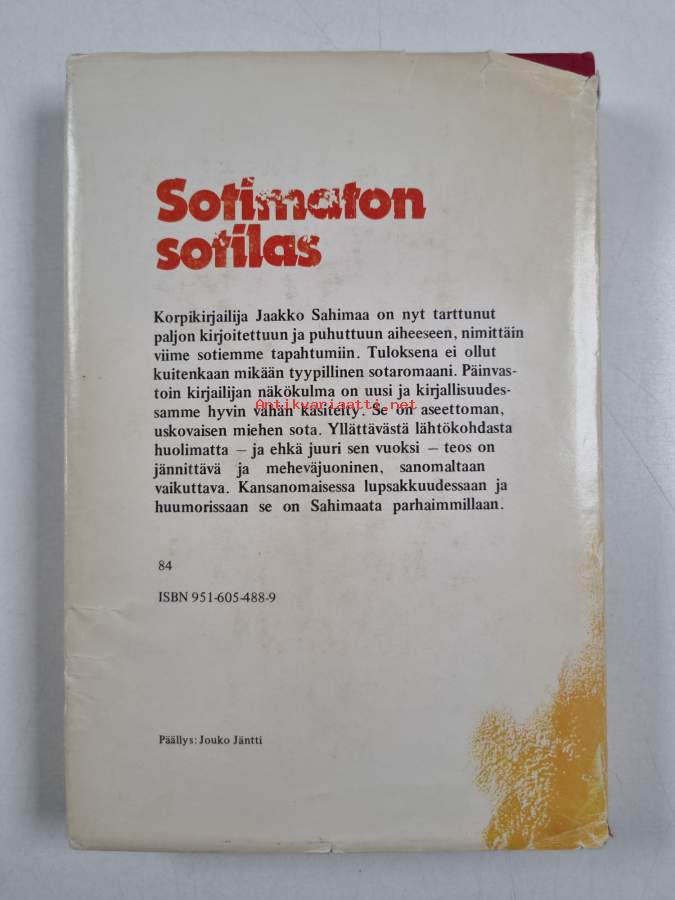 Sotimaton
sotilas
Korpikirjailija Jaakko Sahimaa on nyt tarttunut
paljon kirjoitettuun ja puhuttuun aiheeseen, nimittäin
viime sotiemme tapahtumiin. Tuloksena ei ollut
kuitenkaan mikään tyypillinen sotaromaani. Päinvas-
toin kirjailijan näkökulma on uusi ja kirjallisuudes-
samme hyvin vähän käsitelty. Se on aseettoman,
Antikvariaatti.net
uskovaisen miehen sota. Yllättävästä lähtökohdasta
huolimatta – ja ehkä juuri sen vuoksi – teos on
jännittävä ja meheväjuoninen, sanomaltaan
vaikuttava. Kansanomaisessa lupsakkuudessaan ja
huumorissaan se on Sahimaata parhaimmillaan.
84
ISBN 951-605-488-9
Päällys: Jouko Jäntti